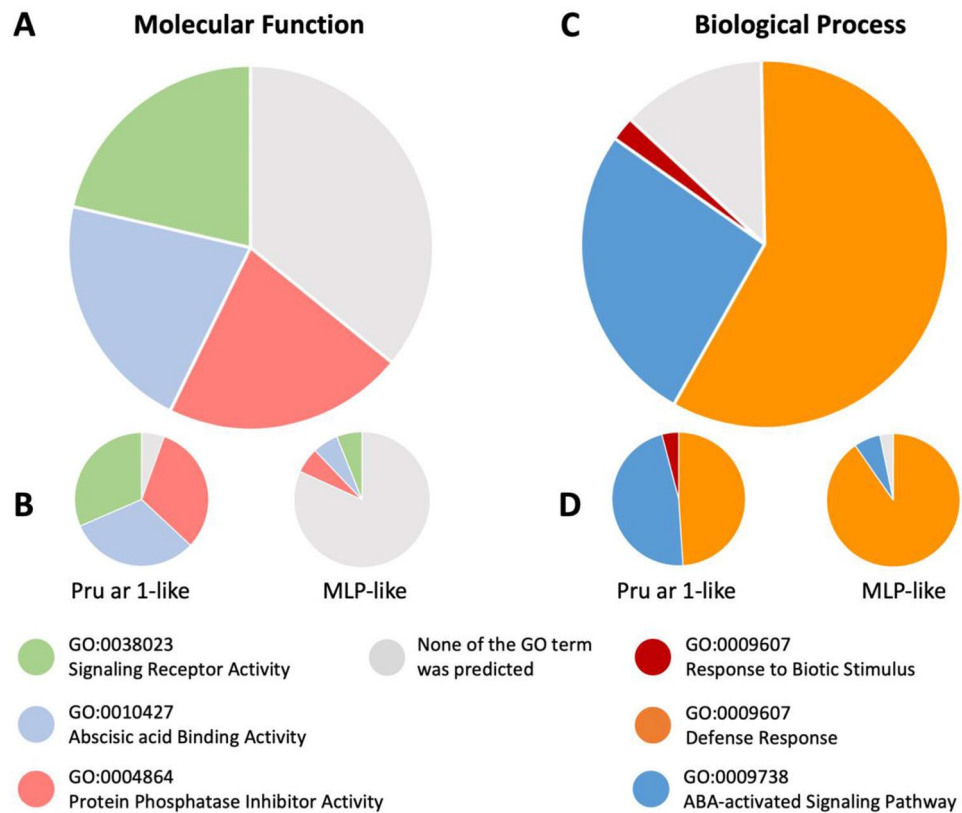 A
Molecular Function
C
Biological Process
B
Pru ar 1-like
MLP-like
D
Pru ar 1-like
MLP-like
GO:0038023
Signaling Receptor Activity
None of the GO term
was predicted
GO:0009607
Response to Biotic Stimulus
GO:0010427
Abscisic acid Binding Activity
GO:0009607
Defense Response
GO:0004864
Protein Phosphatase Inhibitor Activity
GO:0009738
ABA-activated Signaling Pathway